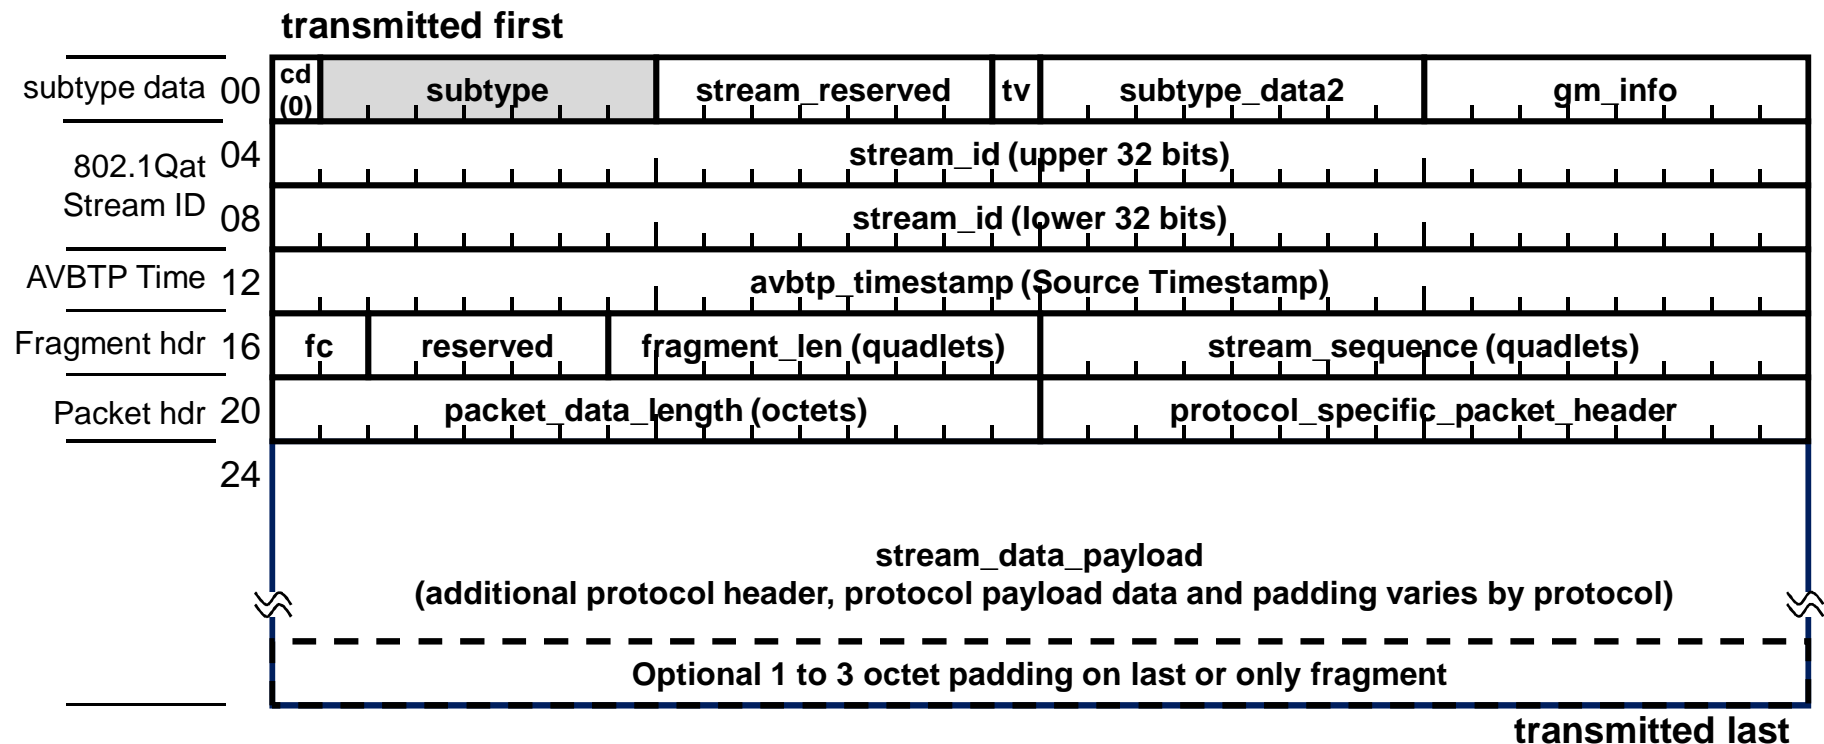 transmitted first
subtype data 00 cd (0) subtype stream_reserved tv subtype_data2 gm_info
802.1Qat Stream ID
04 stream_id (upper 32 bits)
08 stream_id (lower 32 bits)
AVBTP Time 12 avbtp_timestamp (Source Timestamp)
Fragment hdr 16 fc reserved fragment_len (quadlets) stream_sequence (quadlets)
Packet hdr 20 packet_data_length (octets) protocol_specific_packet_header
24
stream_data_payload
(additional protocol header, protocol payload data and padding varies by protocol)
Optional 1 to 3 octet padding on last or only fragment
transmitted last